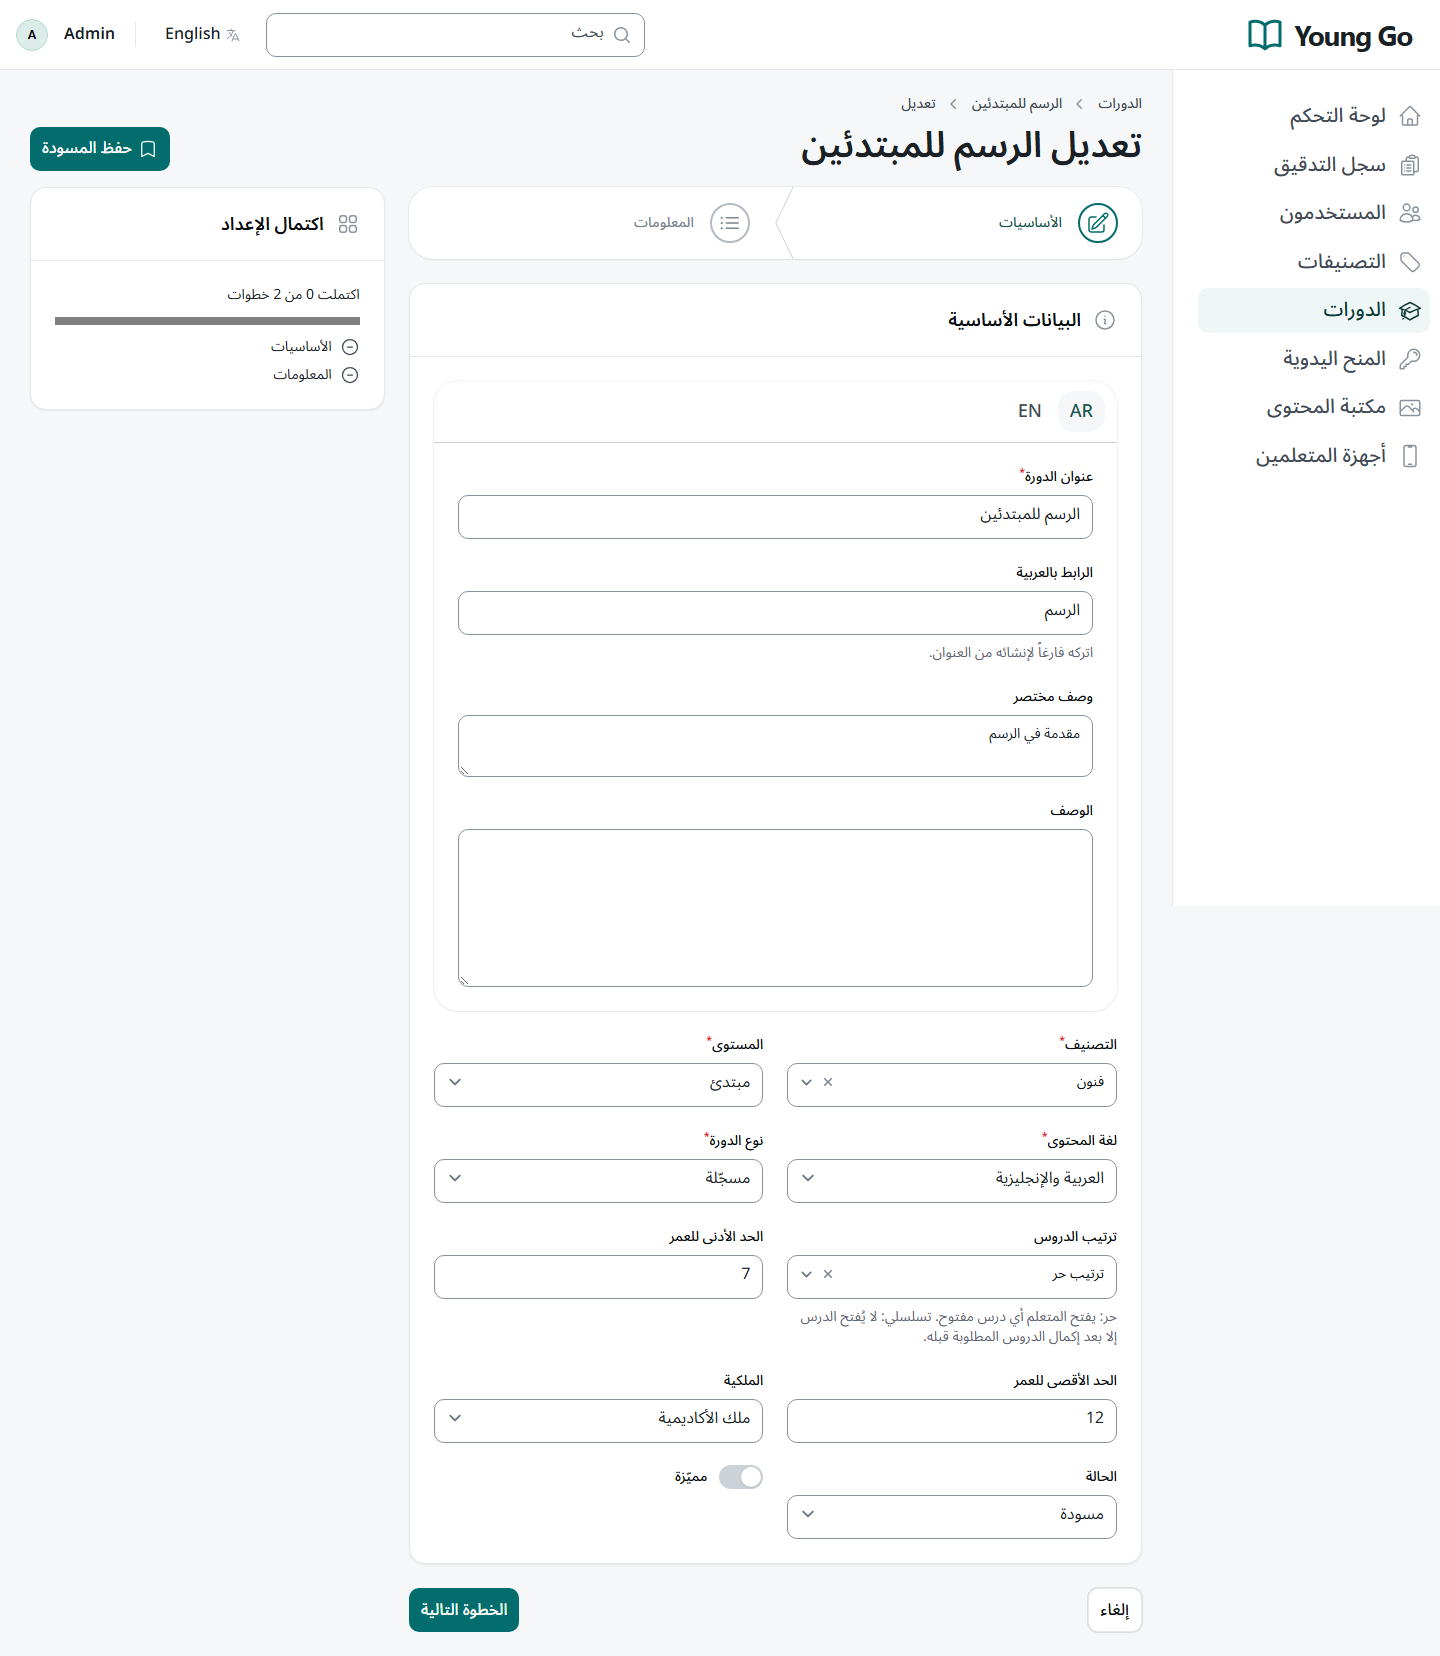 Young Go
بحث
English
Admin
A
لوحة التحكم
سجل التدقيق
المستخدمون
التصنيفات
الدورات
المنح اليدوية
مكتبة المحتوى
أجهزة المتعلمين
الدورات
الرسم للمبتدئين
تعديل
تعديل الرسم للمبتدئين
حفظ المسودة
الأساسيات
المعلومات
اكتمال الإعداد
اكتملت 0 من 2 خطوات
الأساسيات
المعلومات
البيانات الأساسية
AR
EN
عنوان الدورة*
الرسم للمبتدئين
الرابط بالعربية
الرسم
اتركه فارغاً لإنشائه من العنوان.
وصف مختصر
مقدمة في الرسم
الوصف
التصنيف*
فنون
المستوى*
مبتدئ
لغة المحتوى*
العربية والإنجليزية
نوع الدورة*
مسجّلة
ترتيب الدروس
ترتيب حر
حر: يفتح المتعلم أي درس مفتوح. تسلسلي: لا يُفتح الدرس
إلا بعد إكمال الدروس المطلوبة قبله.
الحد الأدنى للعمر
7
الحد الأقصى للعمر
12
الملكية
ملك الأكاديمية
الحالة
مسودة
مميّزة
إلغاء
الخطوة التالية